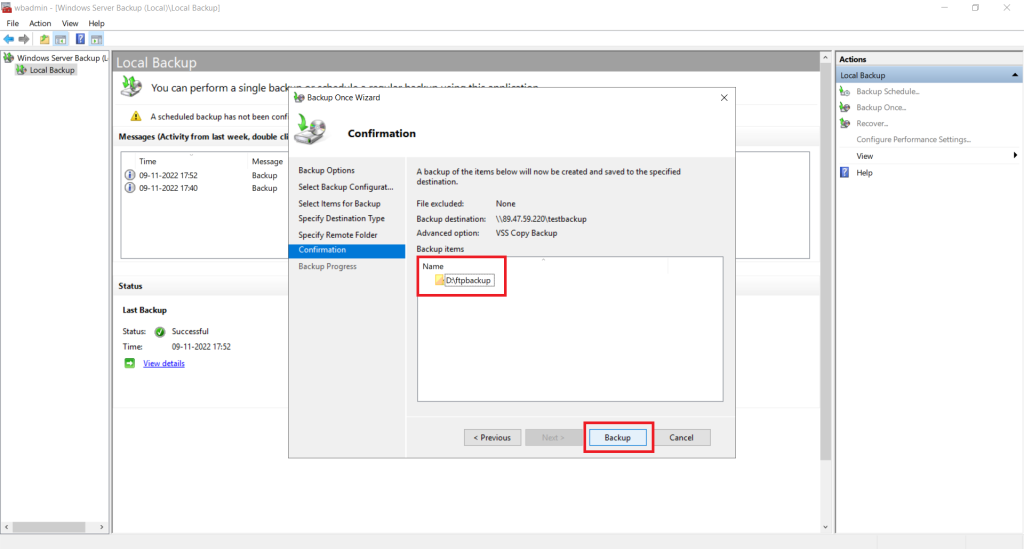 wbadmin - [Windows Server Backup (Local)\Local Backup]
File Action View Help
Windows Server Backup (L
Local Backup
Local Backup
You can perform a single backup or schedule a regular backup using this application
A scheduled backup has not been conf
Messages (Activity from last week, double cli
Time Message
09-11-2022 17:52 Backup
09-11-2022 17:40 Backup
Status
Last Backup
Status: Successful
Time: 09-11-2022 17:52
View details
Backup Once Wizard
Confirmation
Backup Options
Select Backup Configurat...
Select Items for Backup
Specify Destination Type
Specify Remote Folder
Confirmation
Backup Progress
A backup of the items below will now be created and saved to the specified
destination.
File excluded: None
Backup destination: \\89.47.59.220\testbackup
Advanced option: VSS Copy Backup
Backup items
Name
D:\ftpbackup
< Previous Next > Backup Cancel
Actions
Local Backup
Backup Schedule...
Backup Once...
Recover...
Configure Performance Settings...
View
Help